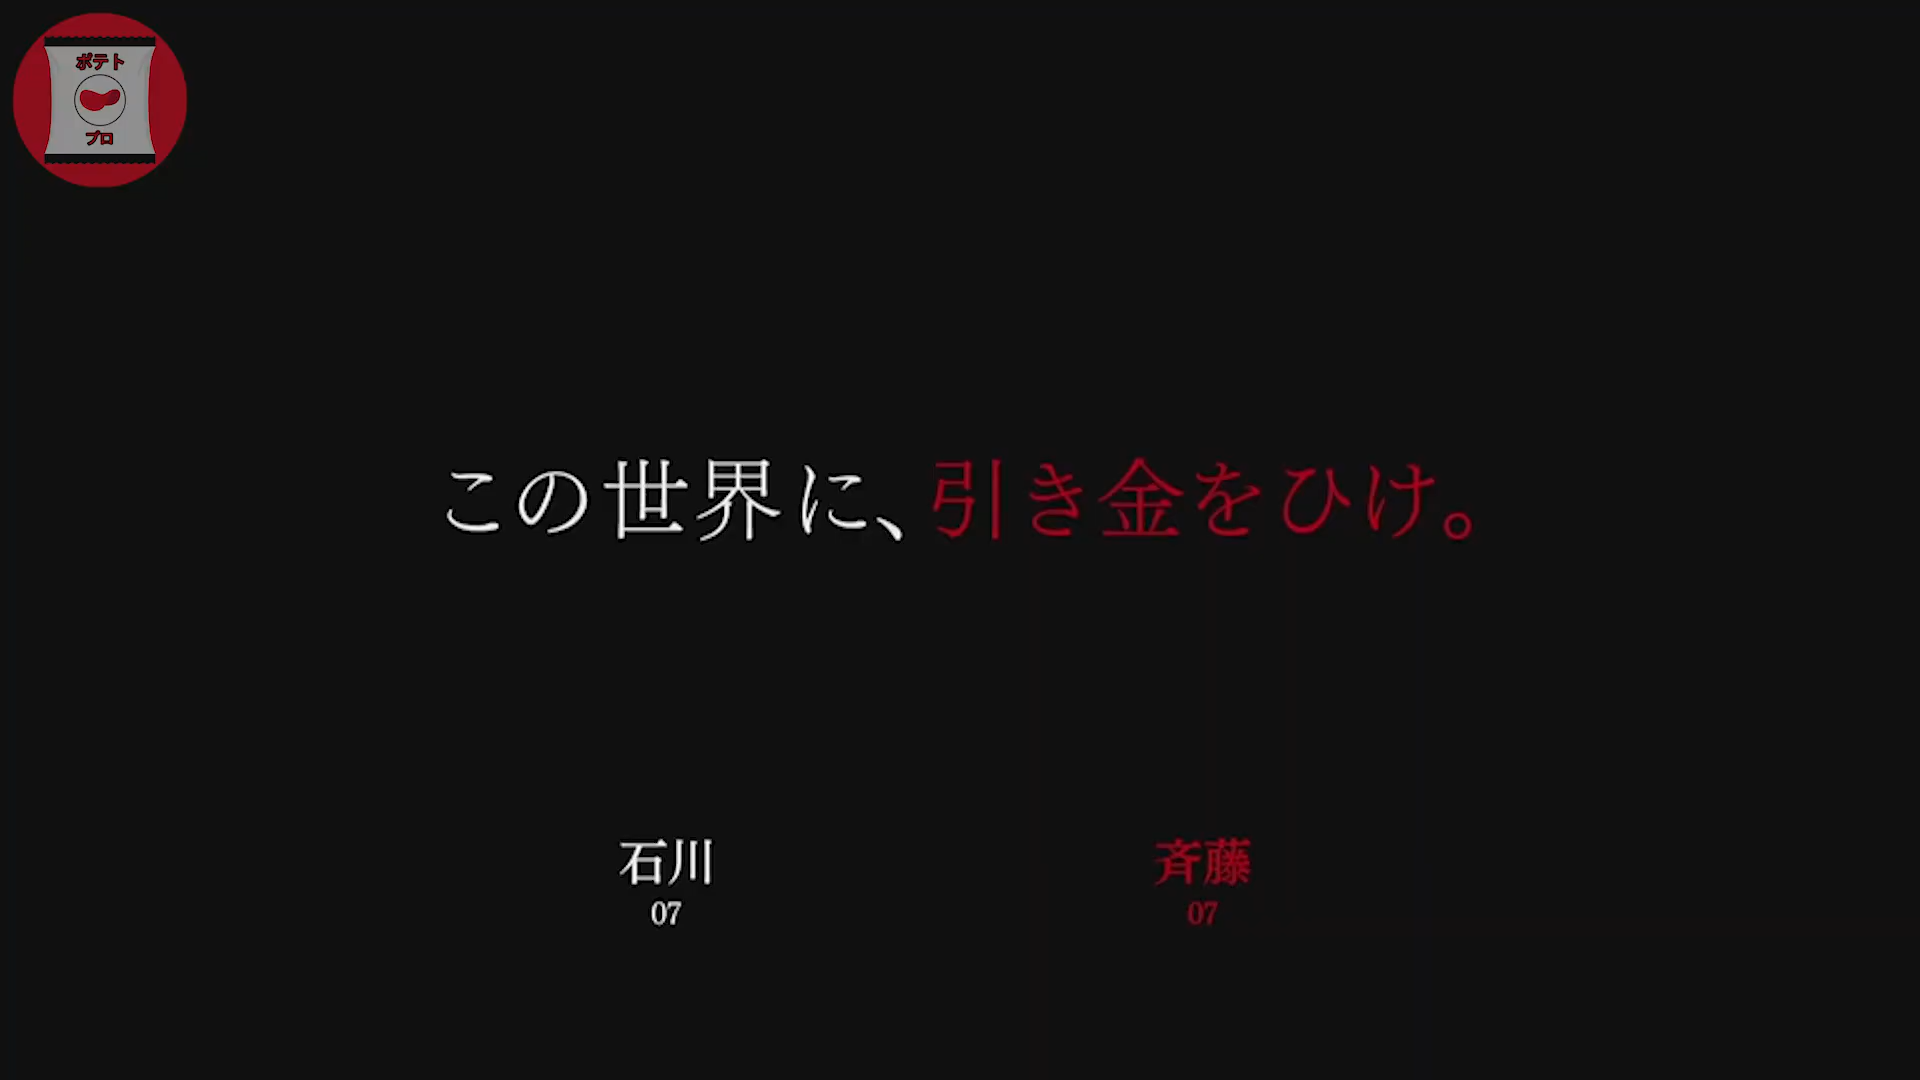 ポテト
プロ
この世界に、引き金をひけ。
石川 斉藤
07 07